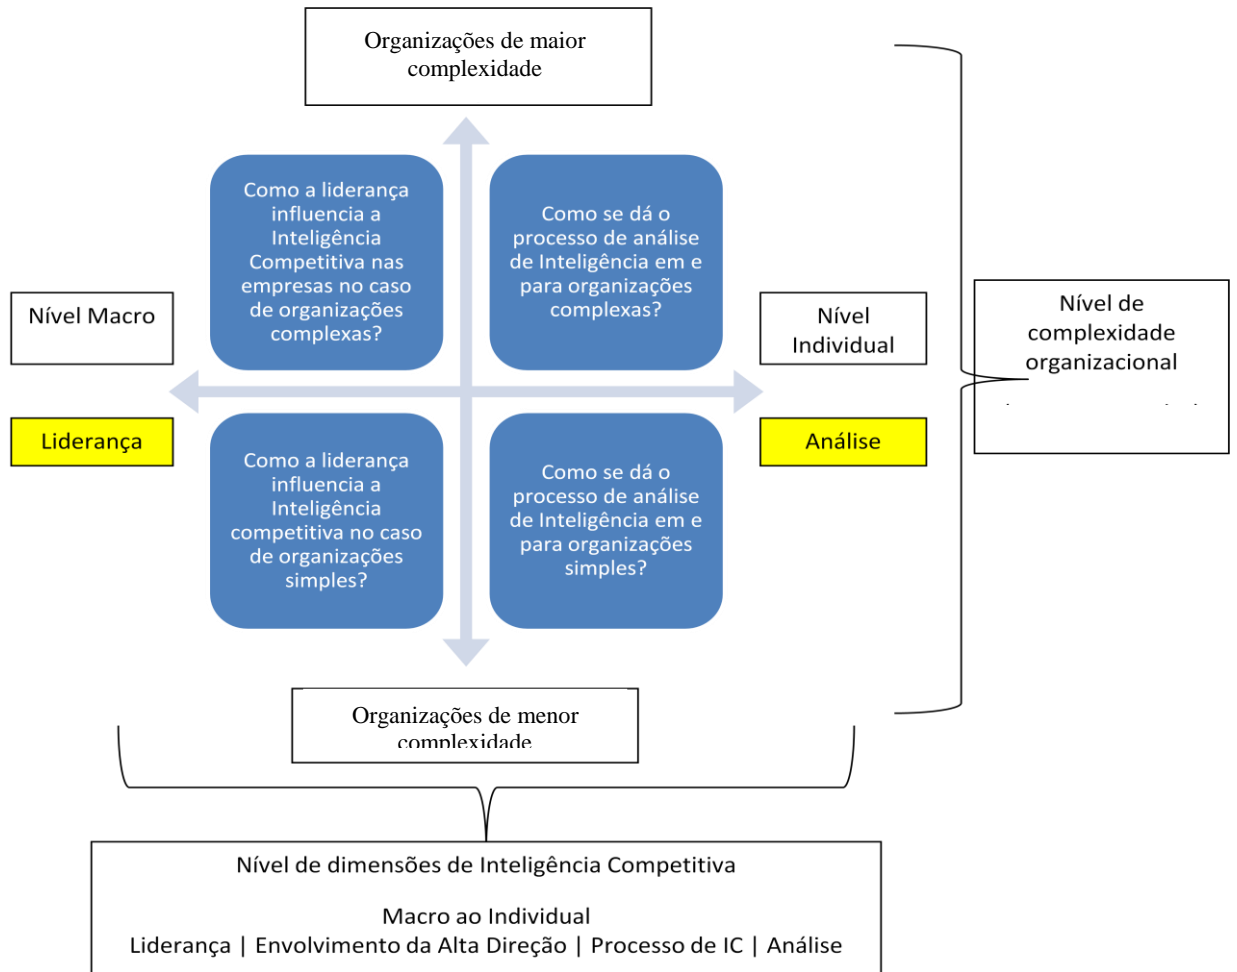 Organizações de maior
complexidade
Como a liderança
influencia a
Inteligência
Competitiva nas
empresas no caso
de organizações
complexas?
Como se dá o
processo de análise
de Inteligência em e
para organizações
complexas?
Nível Macro
Nível
Individual
Nível de
complexidade
organizacional
Liderança
Análise
Como a liderança
influencia a
Inteligência
competitiva no caso
de organizações
simples?
Como se dá o
processo de análise
de Inteligência em e
para organizações
simples?
Organizações de menor
complexidade
Nível de dimensões de Inteligência Competitiva
Macro ao Individual
Liderança | Envolvimento da Alta Direção | Processo de IC | Análise